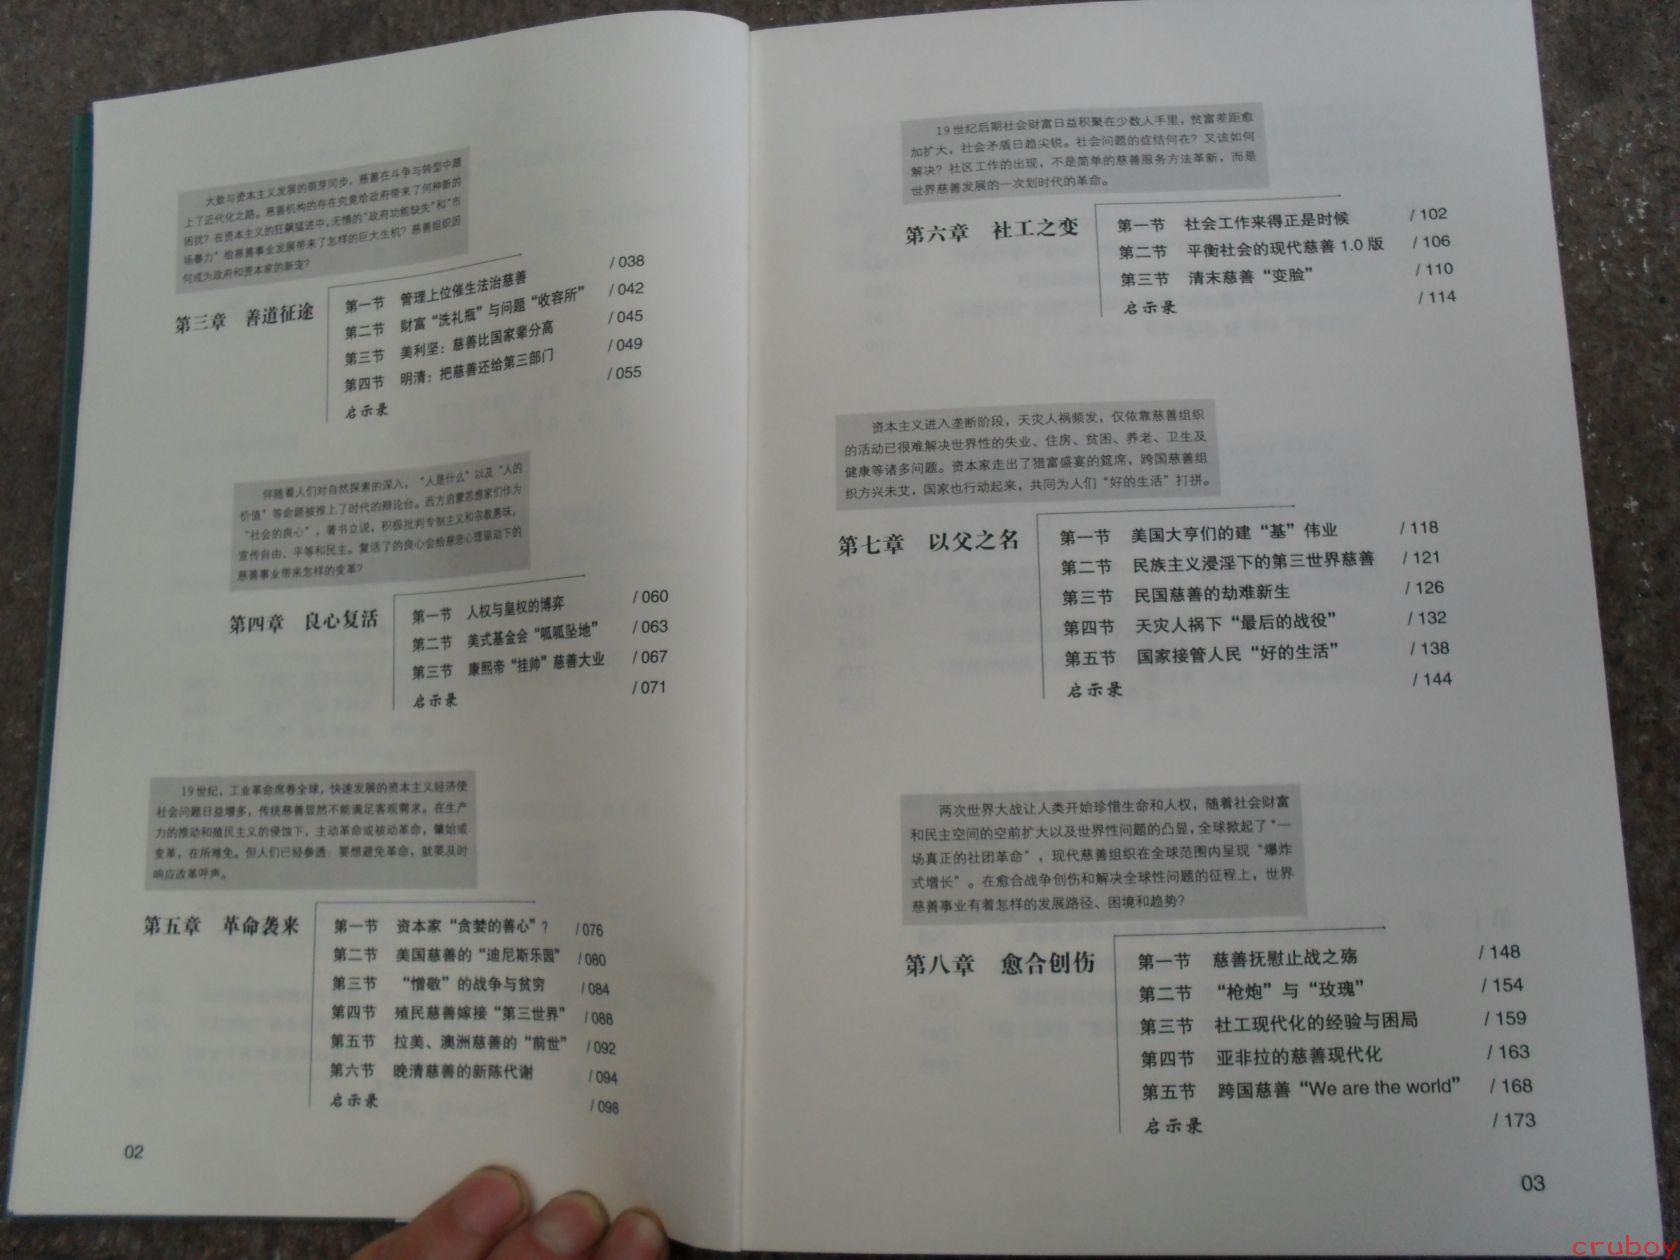 大致与资本主义发展的萌芽同步，慈善在斗争与转型中踏
上了近代化之路。慈善机构的存在究竟给政府带来了何种新的
困扰？在资本主义的狂飙猛进中，无情的“政府功能缺失”和“市
场暴力”给慈善事业发展带来了怎样的巨大生机？慈善组织因
何成为政府和资本家的新宠？
第三章 善道征途
第一节 管理上位催生法治慈善 / 038
第二节 财富“洗礼瓶”与问题“收容所” / 042
第三节 美利坚：慈善比国家辈分高 / 045
第四节 明清：把慈善还给第三部门 / 049
启示录 / 055
伴随着人们对自然探索的深入，“人是什么”以及“人的
价值”等命题被推上了时代的辩论台。西方启蒙思想家们作为
“社会的良心”，著书立说，积极批判专制主义和宗教愚昧，
宣传自由、平等和民主。复活了的良心会给慈悲心理驱动下的
慈善事业带来怎样的变革？
第四章 良心复活
第一节 人权与皇权的博弈 / 060
第二节 美式基金会“呱呱坠地” / 063
第三节 康熙帝“挂帅”慈善大业 / 067
启示录 / 071
19世纪，工业革命席卷全球，快速发展的资本主义经济使
社会问题日益增多，传统慈善显然不能满足客观需求。在生产
力的推动和殖民主义的侵蚀下，主动革命或被动革命，肇始或
变革，在所难免。但人们已经参透：要想避免革命，就要及时
响应改革呼声。
第五章 革命袭来
第一节 资本家“贪婪的善心”？ / 076
第二节 美国慈善的“迪尼斯乐园” / 080
第三节 “憎敬”的战争与贫穷 / 084
第四节 殖民慈善嫁接“第三世界” / 088
第五节 拉美、澳洲慈善的“前世” / 092
第六节 晚清慈善的新陈代谢 / 094
启示录 / 098
02
19世纪后期社会财富日益积聚在少数人手里，贫富差距愈
加扩大，社会矛盾日趋尖锐。社会问题的症结何在？又该如何
解决？社区工作的出现，不是简单的慈善服务方法革新，而是
世界慈善发展的一次划时代的革命。
第六章 社工之变
第一节 社会工作来得正是时候 / 102
第二节 平衡社会的现代慈善1.0版 / 106
第三节 清末慈善“变脸” / 110
启示录 / 114
资本主义进入垄断阶段，天灾人祸频发，仅依靠慈善组织
的活动已很难解决世界性的失业、住房、贫困、养老、卫生及
健康等诸多问题。资本家走出了猎富盛宴的筵席，跨国慈善组
织方兴未艾，国家也行动起来，共同为人们“好的生活”打拼。
第七章 以父之名
第一节 美国大亨们的建“基”伟业 / 118
第二节 民族主义浸淫下的第三世界慈善 / 121
第三节 民国慈善的劫难新生 / 126
第四节 天灾人祸下“最后的战役” / 132
第五节 国家接管人民“好的生活” / 138
启示录 / 144
两次世界大战让人类开始珍惜生命和人权，随着社会财富
和民主空间的空前扩大以及世界性问题的凸显，全球掀起了“一
场真正的社团革命”，现代慈善组织在全球范围内呈现“爆炸
式增长”。在愈合战争创伤和解决全球性问题的征程上，世界
慈善事业有着怎样的发展路径、困境和趋势？
第八章 愈合创伤
第一节 慈善抚慰止战之殇 / 148
第二节 “枪炮”与“玫瑰” / 154
第三节 社工现代化的经验与困局 / 159
第四节 亚非拉的慈善现代化 / 163
第五节 跨国慈善“We are the world” / 168
启示录 / 173
03
cruboy